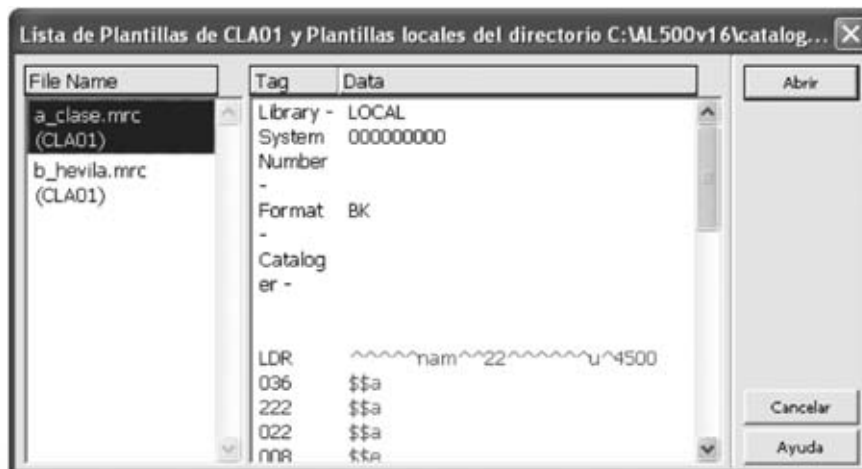 Lista de Plantillas de CLA01 y Plantillas locales del directorio C:\AL500v16\catalog...
File Name
a_clase.mrc
(CLA01)
b_hevila.mrc
(CLA01)
Tag Data
Library - LOCAL
System 000000000
Number
-
Format BK
-
Catalog
er -
LDR ^^^^^nam^^22^^^^^^^u^4500
036 $$a
222 $$a
022 $$a
008 $$e
Abrir
Cancelar
Ayuda